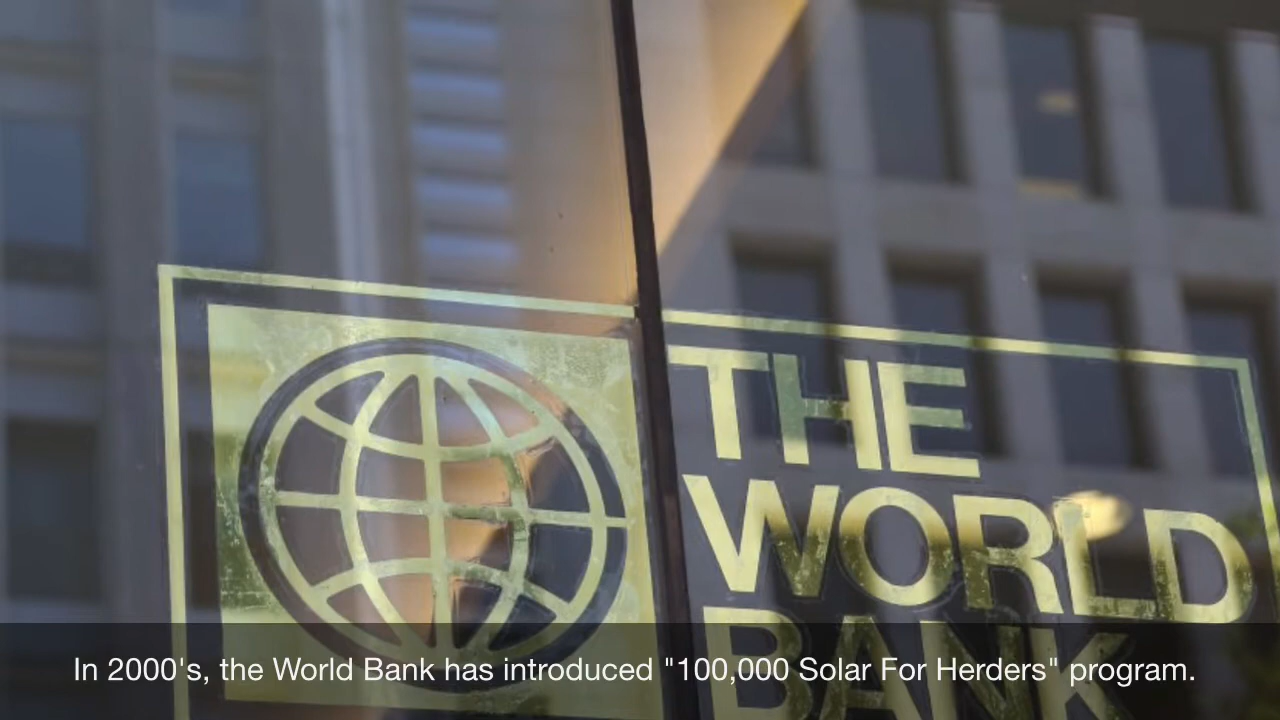 THE
WORLD
BANK
In 2000's, the World Bank has introduced "100,000 Solar For Herders" program.